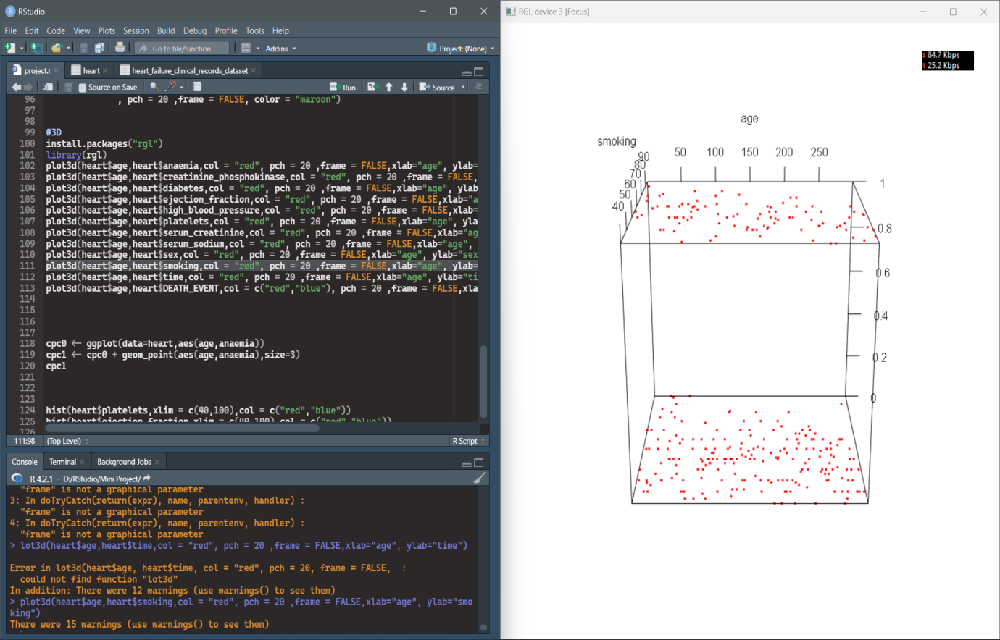 RStudio
File Edit Code View Plots Session Build Debug Profile Tools Help
Go to file/function
Addins
Project: (None)
project.r
heart
heart_failure_clinical_records_dataset
Source on Save
Run
Source
96 , pch = 20 ,frame = FALSE, color = "maroon")
97
98
99 #3D
100 install.packages("rgl")
101 library(rgl)
102 plot3d(heart$age,heart$anaemia,col = "red", pch = 20 ,frame = FALSE,xlab="age", ylab=
103 plot3d(heart$age,heart$creatinine_phosphokinase,col = "red", pch = 20 ,frame = FALSE,
104 plot3d(heart$age,heart$diabetes,col = "red", pch = 20 ,frame = FALSE,xlab="age", ylab
105 plot3d(heart$age,heart$ejection_fraction,col = "red", pch = 20 ,frame = FALSE,xlab="a
106 plot3d(heart$age,heart$high_blood_pressure,col = "red", pch = 20 ,frame = FALSE,xlab=
107 plot3d(heart$age,heart$platelets,col = "red", pch = 20 ,frame = FALSE,xlab="age", yla
108 plot3d(heart$age,heart$serum_creatinine,col = "red", pch = 20 ,frame = FALSE,xlab="ag
109 plot3d(heart$age,heart$serum_sodium,col = "red", pch = 20 ,frame = FALSE,xlab="age",
110 plot3d(heart$age,heart$sex,col = "red", pch = 20 ,frame = FALSE,xlab="age", ylab="sex
111 plot3d(heart$age,heart$smoking,col = "red", pch = 20 ,frame = FALSE,xlab="age", ylab=
112 plot3d(heart$age,heart$time,col = "red", pch = 20 ,frame = FALSE,xlab="age", ylab="ti
113 plot3d(heart$age,heart$DEATH_EVENT,col = c("red","blue"), pch = 20 ,frame = FALSE,xla
114
115
116
117
118 cpc0 <- ggplot(data=heart,aes(age,anaemia))
119 cpc1 <- cpc0 + geom_point(aes(age,anaemia),size=3)
120 cpc1
121
122
123
124 hist(heart$platelets,xlim = c(40,100),col = c("red","blue"))
125 hist(heart$ejection_fraction,xlim = c(40,100),col = c("red","blue"))
126
111:98 (Top Level) R Script
Console Terminal Background Jobs
R 4.2.1 · D:/RStudio/Mini Project/
"frame" is not a graphical parameter
3: In doTryCatch(return(expr), name, parentenv, handler) :
"frame" is not a graphical parameter
4: In doTryCatch(return(expr), name, parentenv, handler) :
"frame" is not a graphical parameter
> lot3d(heart$age,heart$time,col = "red", pch = 20 ,frame = FALSE,xlab="age", ylab="time")
Error in lot3d(heart$age, heart$time, col = "red", pch = 20, frame = FALSE, :
could not find function "lot3d"
In addition: There were 12 warnings (use warnings() to see them)
> plot3d(heart$age,heart$smoking,col = "red", pch = 20 ,frame = FALSE,xlab="age", ylab="smo
king")
There were 15 warnings (use warnings() to see them)
RGL device 3 [Focus]
84.7 Kbps
25.2 Kbps
age
smoking
50 100 150 200 250
90
80
70
60
50
40
1
0.8
0.6
0.4
0.2
0